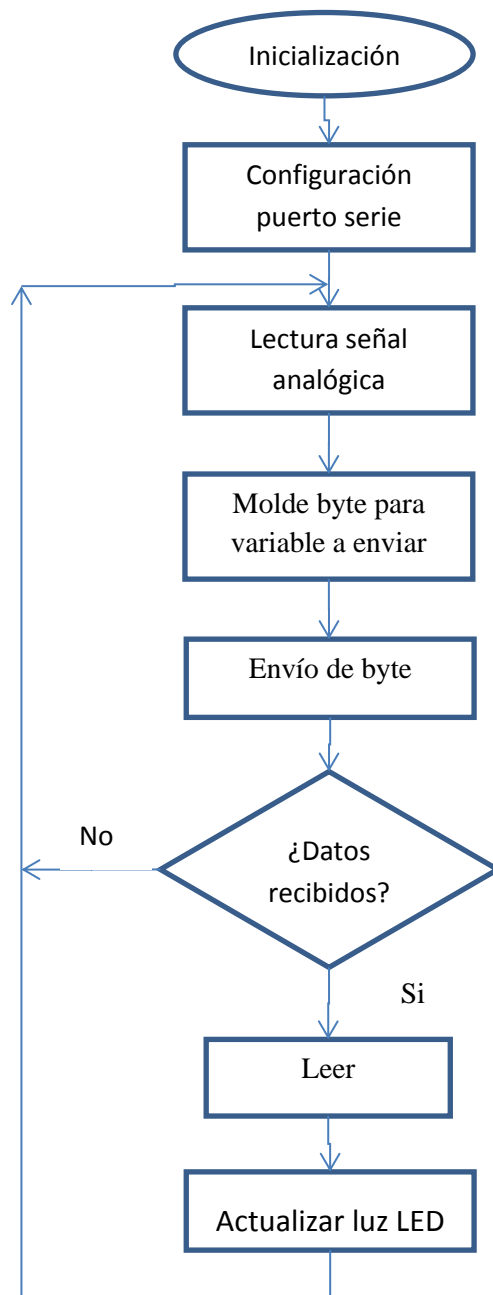 Inicialización
Configuración
puerto serie
Lectura señal
analógica
Molde byte para
variable a enviar
Envío de byte
No
¿Datos
recibidos?
Si
Leer
Actualizar luz LED